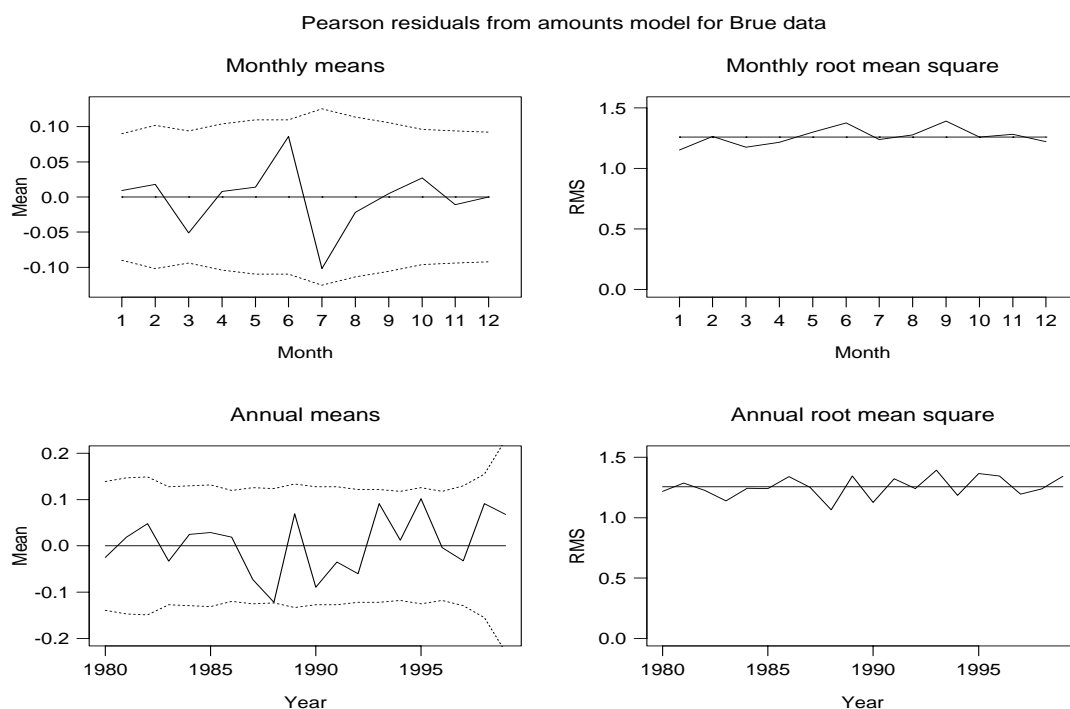 Pearson residuals from amounts model for Brue data
Monthly means
Mean
0.10
0.05
0.0
-0.05
-0.10
1 2 3 4 5 6 7 8 9 10 11 12
Month
Monthly root mean square
RMS
1.5
1.0
0.5
0.0
1 2 3 4 5 6 7 8 9 10 11 12
Month
Annual means
Mean
0.2
0.1
0.0
-0.1
-0.2
1980 1985 1990 1995
Year
Annual root mean square
RMS
1.5
1.0
0.5
0.0
1980 1985 1990 1995
Year